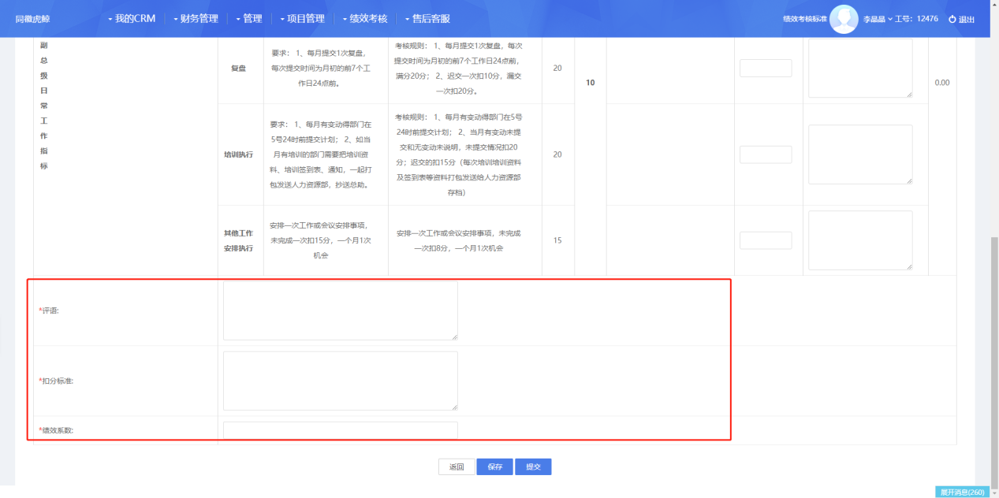 同徽虎鲸
我的CRM
财务管理
管理
项目管理
绩效考核
售后客服
绩效考核标准
李晶晶
工号：12476
退出
副
总
级
日
常
工
作
指
标
复盘
要求： 1、每月提交1次复盘，
每次提交时间为月初的前7个工
作日24点前。
考核规则： 1、每月提交1次复盘，每次
提交时间为月初的前7个工作日24点前，
满分20分； 2、迟交一次扣10分，漏交
一次扣20分。
20
10
0.00
培训执行
要求： 1、每月有变动得部门在
5号24时前提交计划； 2、如当
月有培训的部门需要把培训资
料、培训签到表、通知，一起打
包发送人力资源部，抄送总助。
考核规则： 1、每月有变动得部门在5号
24时前提交计划； 2、当月有变动未提
交和无变动未说明，未提交情况扣20
分；迟交的扣15分（每次培训培训资料
及签到表等资料打包发送给人力资源部
存档）
20
其他工作
安排执行
安排一次工作或会议安排事项，
未完成一次扣15分，一个月1次
机会
安排一次工作或会议安排事项，未完成
一次扣8分，一个月1次机会
15
*评语:
*扣分标准:
*绩效系数:
返回
保存
提交
展开消息(260)